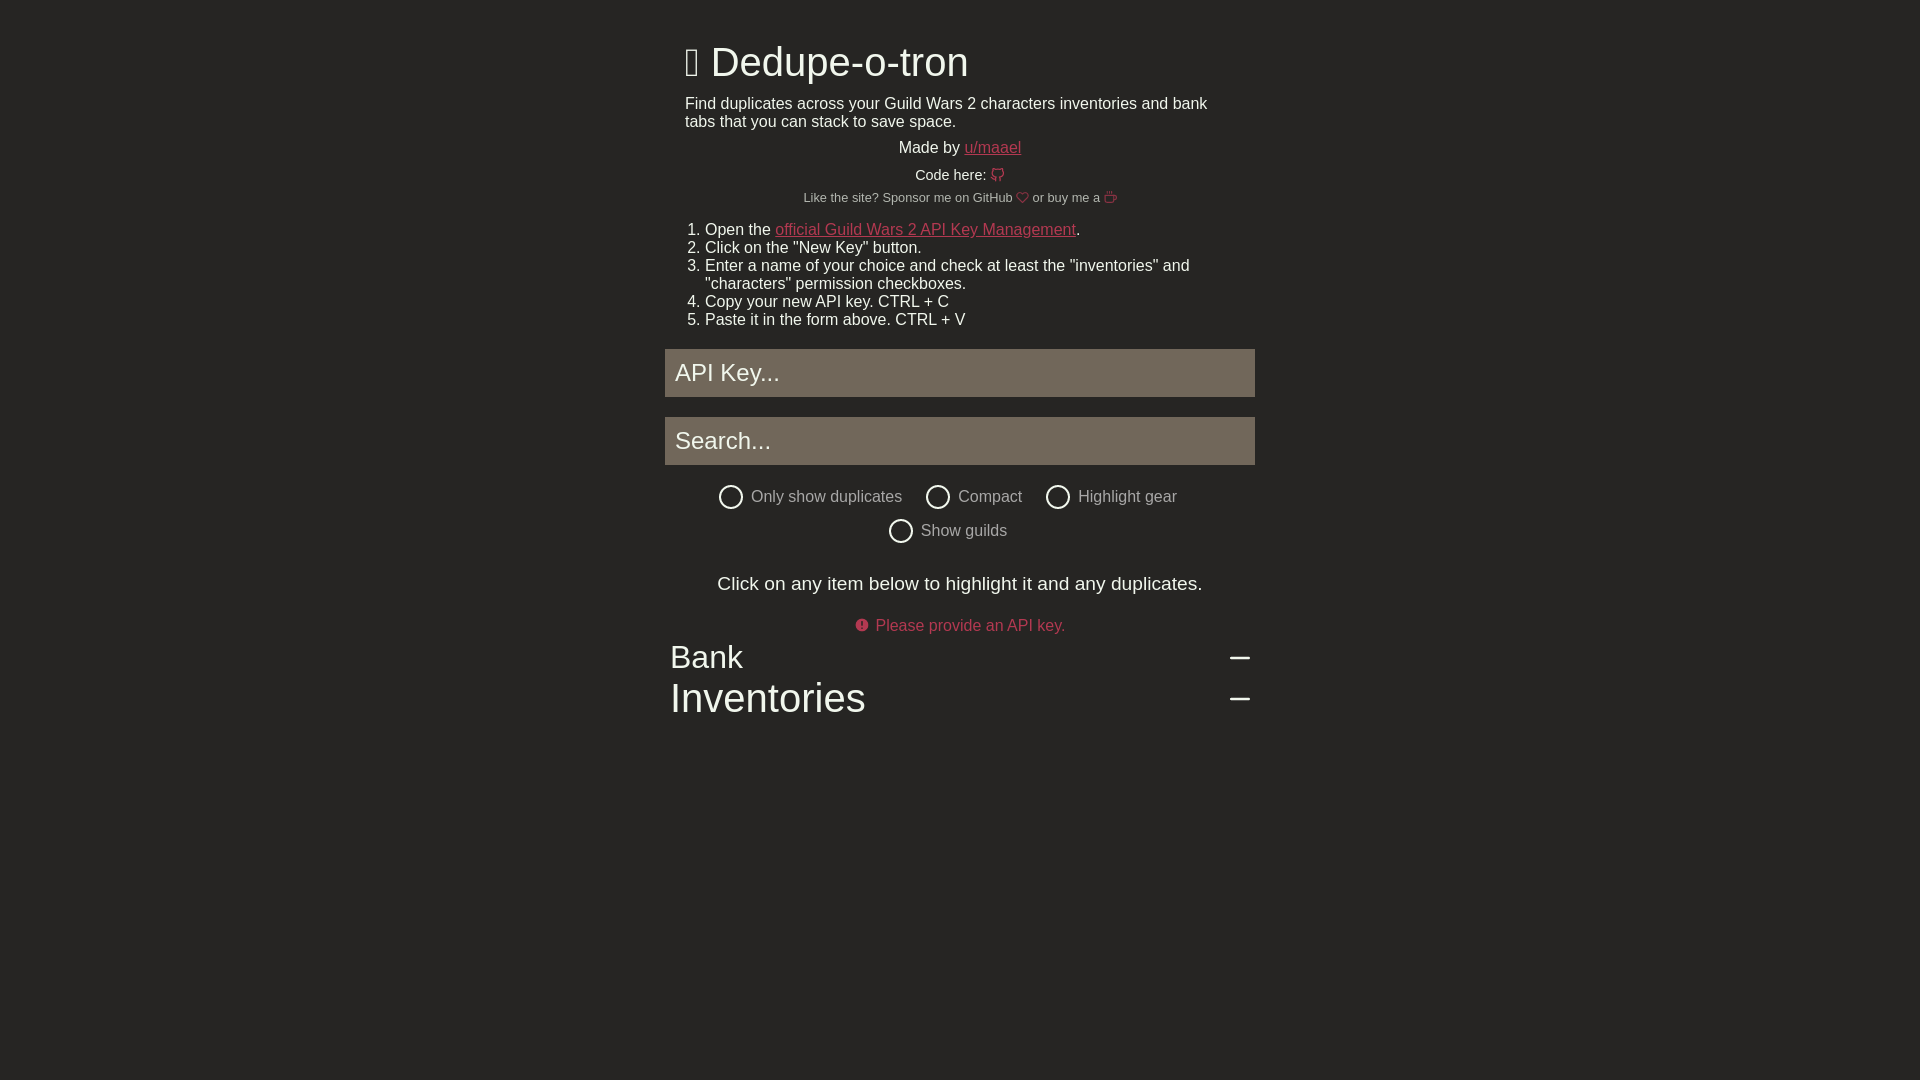 Dedupe-o-tron
Find duplicates across your Guild Wars 2 characters inventories and bank
tabs that you can stack to save space.
Made by u/maael
Code here:
Like the site? Sponsor me on GitHub or buy me a
1. Open the official Guild Wars 2 API Key Management.
2. Click on the "New Key" button.
3. Enter a name of your choice and check at least the "inventories" and
"characters" permission checkboxes.
4. Copy your new API key. CTRL + C
5. Paste it in the form above. CTRL + V
API Key...
Search...
Only show duplicates Compact Highlight gear
Show guilds
Click on any item below to highlight it and any duplicates.
Please provide an API key.
Bank
Inventories